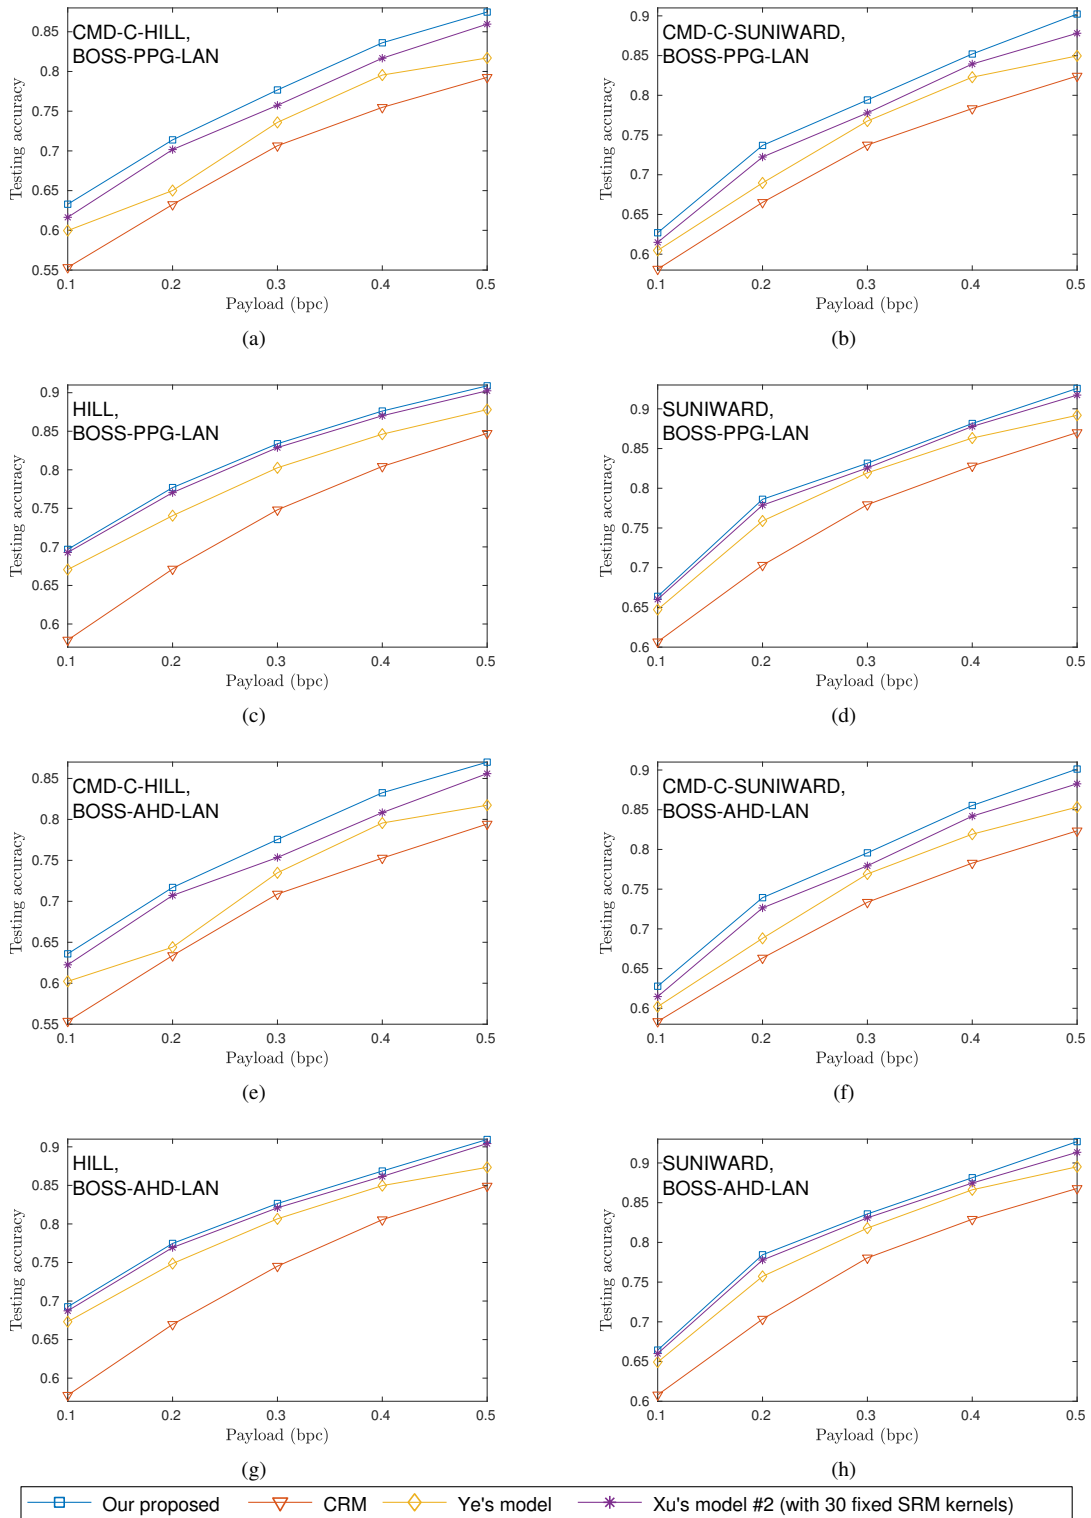 CMD-C-HILL,
BOSS-PPG-LAN
Testing accuracy
0.85
0.8
0.75
0.7
0.65
0.6
0.55
0.1 0.2 0.3 0.4 0.5
Payload (bpc)
(a)
CMD-C-SUNIWARD,
BOSS-PPG-LAN
Testing accuracy
0.9
0.85
0.8
0.75
0.7
0.65
0.6
0.1 0.2 0.3 0.4 0.5
Payload (bpc)
(b)
HILL,
BOSS-PPG-LAN
Testing accuracy
0.9
0.85
0.8
0.75
0.7
0.65
0.6
0.1 0.2 0.3 0.4 0.5
Payload (bpc)
(c)
SUNIWARD,
BOSS-PPG-LAN
Testing accuracy
0.9
0.85
0.8
0.75
0.7
0.65
0.6
0.1 0.2 0.3 0.4 0.5
Payload (bpc)
(d)
CMD-C-HILL,
BOSS-AHD-LAN
Testing accuracy
0.85
0.8
0.75
0.7
0.65
0.6
0.55
0.1 0.2 0.3 0.4 0.5
Payload (bpc)
(e)
CMD-C-SUNIWARD,
BOSS-AHD-LAN
Testing accuracy
0.9
0.85
0.8
0.75
0.7
0.65
0.6
0.1 0.2 0.3 0.4 0.5
Payload (bpc)
(f)
HILL,
BOSS-AHD-LAN
Testing accuracy
0.9
0.85
0.8
0.75
0.7
0.65
0.6
0.1 0.2 0.3 0.4 0.5
Payload (bpc)
(g)
SUNIWARD,
BOSS-AHD-LAN
Testing accuracy
0.9
0.85
0.8
0.75
0.7
0.65
0.6
0.1 0.2 0.3 0.4 0.5
Payload (bpc)
(h)
Our proposed CRM Ye's model Xu's model #2 (with 30 fixed SRM kernels)